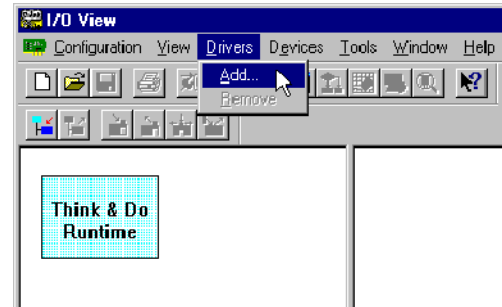 I/O View
Configuration View Drivers Devices Tools Window Help
Add...
Remove
Think & Do
Runtime